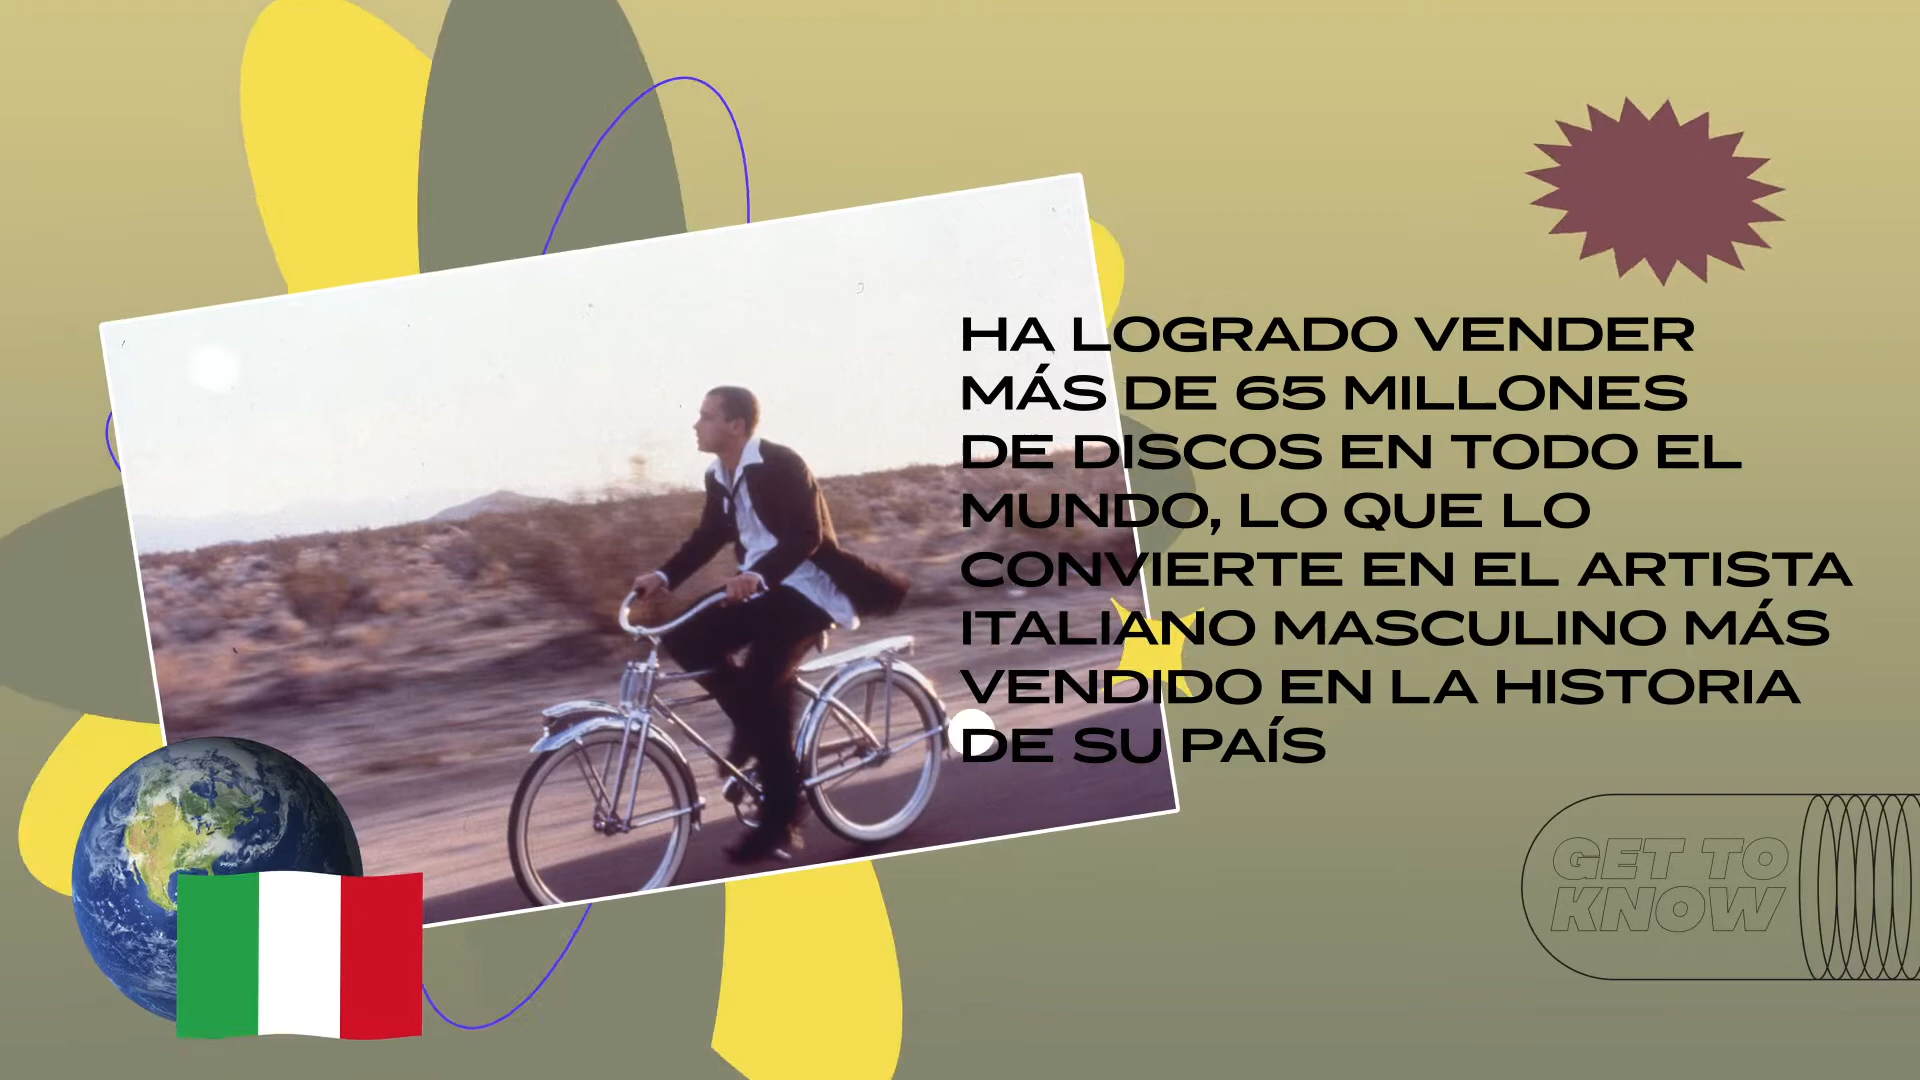 HA LOGRADO VENDER
MÁS DE 65 MILLONES
DE DISCOS EN TODO EL
MUNDO, LO QUE LO
CONVIERTE EN EL ARTISTA
ITALIANO MASCULINO MÁS
VENDIDO EN LA HISTORIA
DE SU PAÍS
GET TO
KNOW